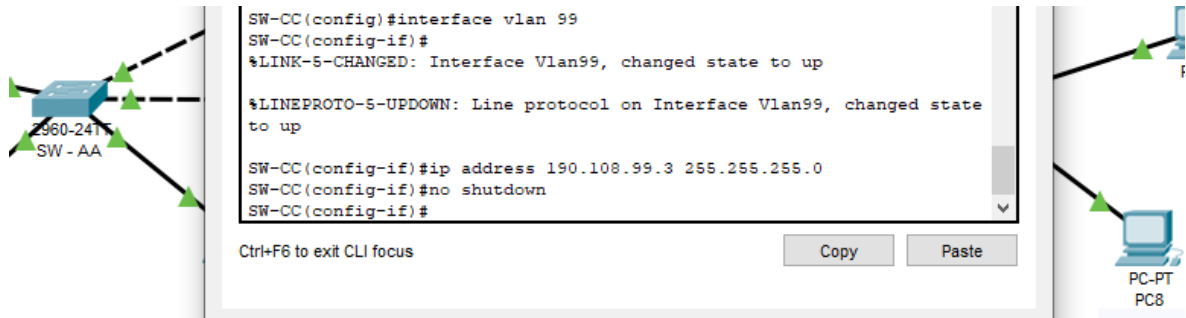 SW-CC(config)#interface vlan 99
SW-CC(config-if)#
%LINK-5-CHANGED: Interface Vlan99, changed state to up
%LINEPROTO-5-UPDOWN: Line protocol on Interface Vlan99, changed state
to up
SW-CC(config-if)#ip address 190.108.99.3 255.255.255.0
SW-CC(config-if)#no shutdown
SW-CC(config-if)#
Ctrl+F6 to exit CLI focus
Copy
Paste
2960-24TT
SW - AA
PC-PT
PC8